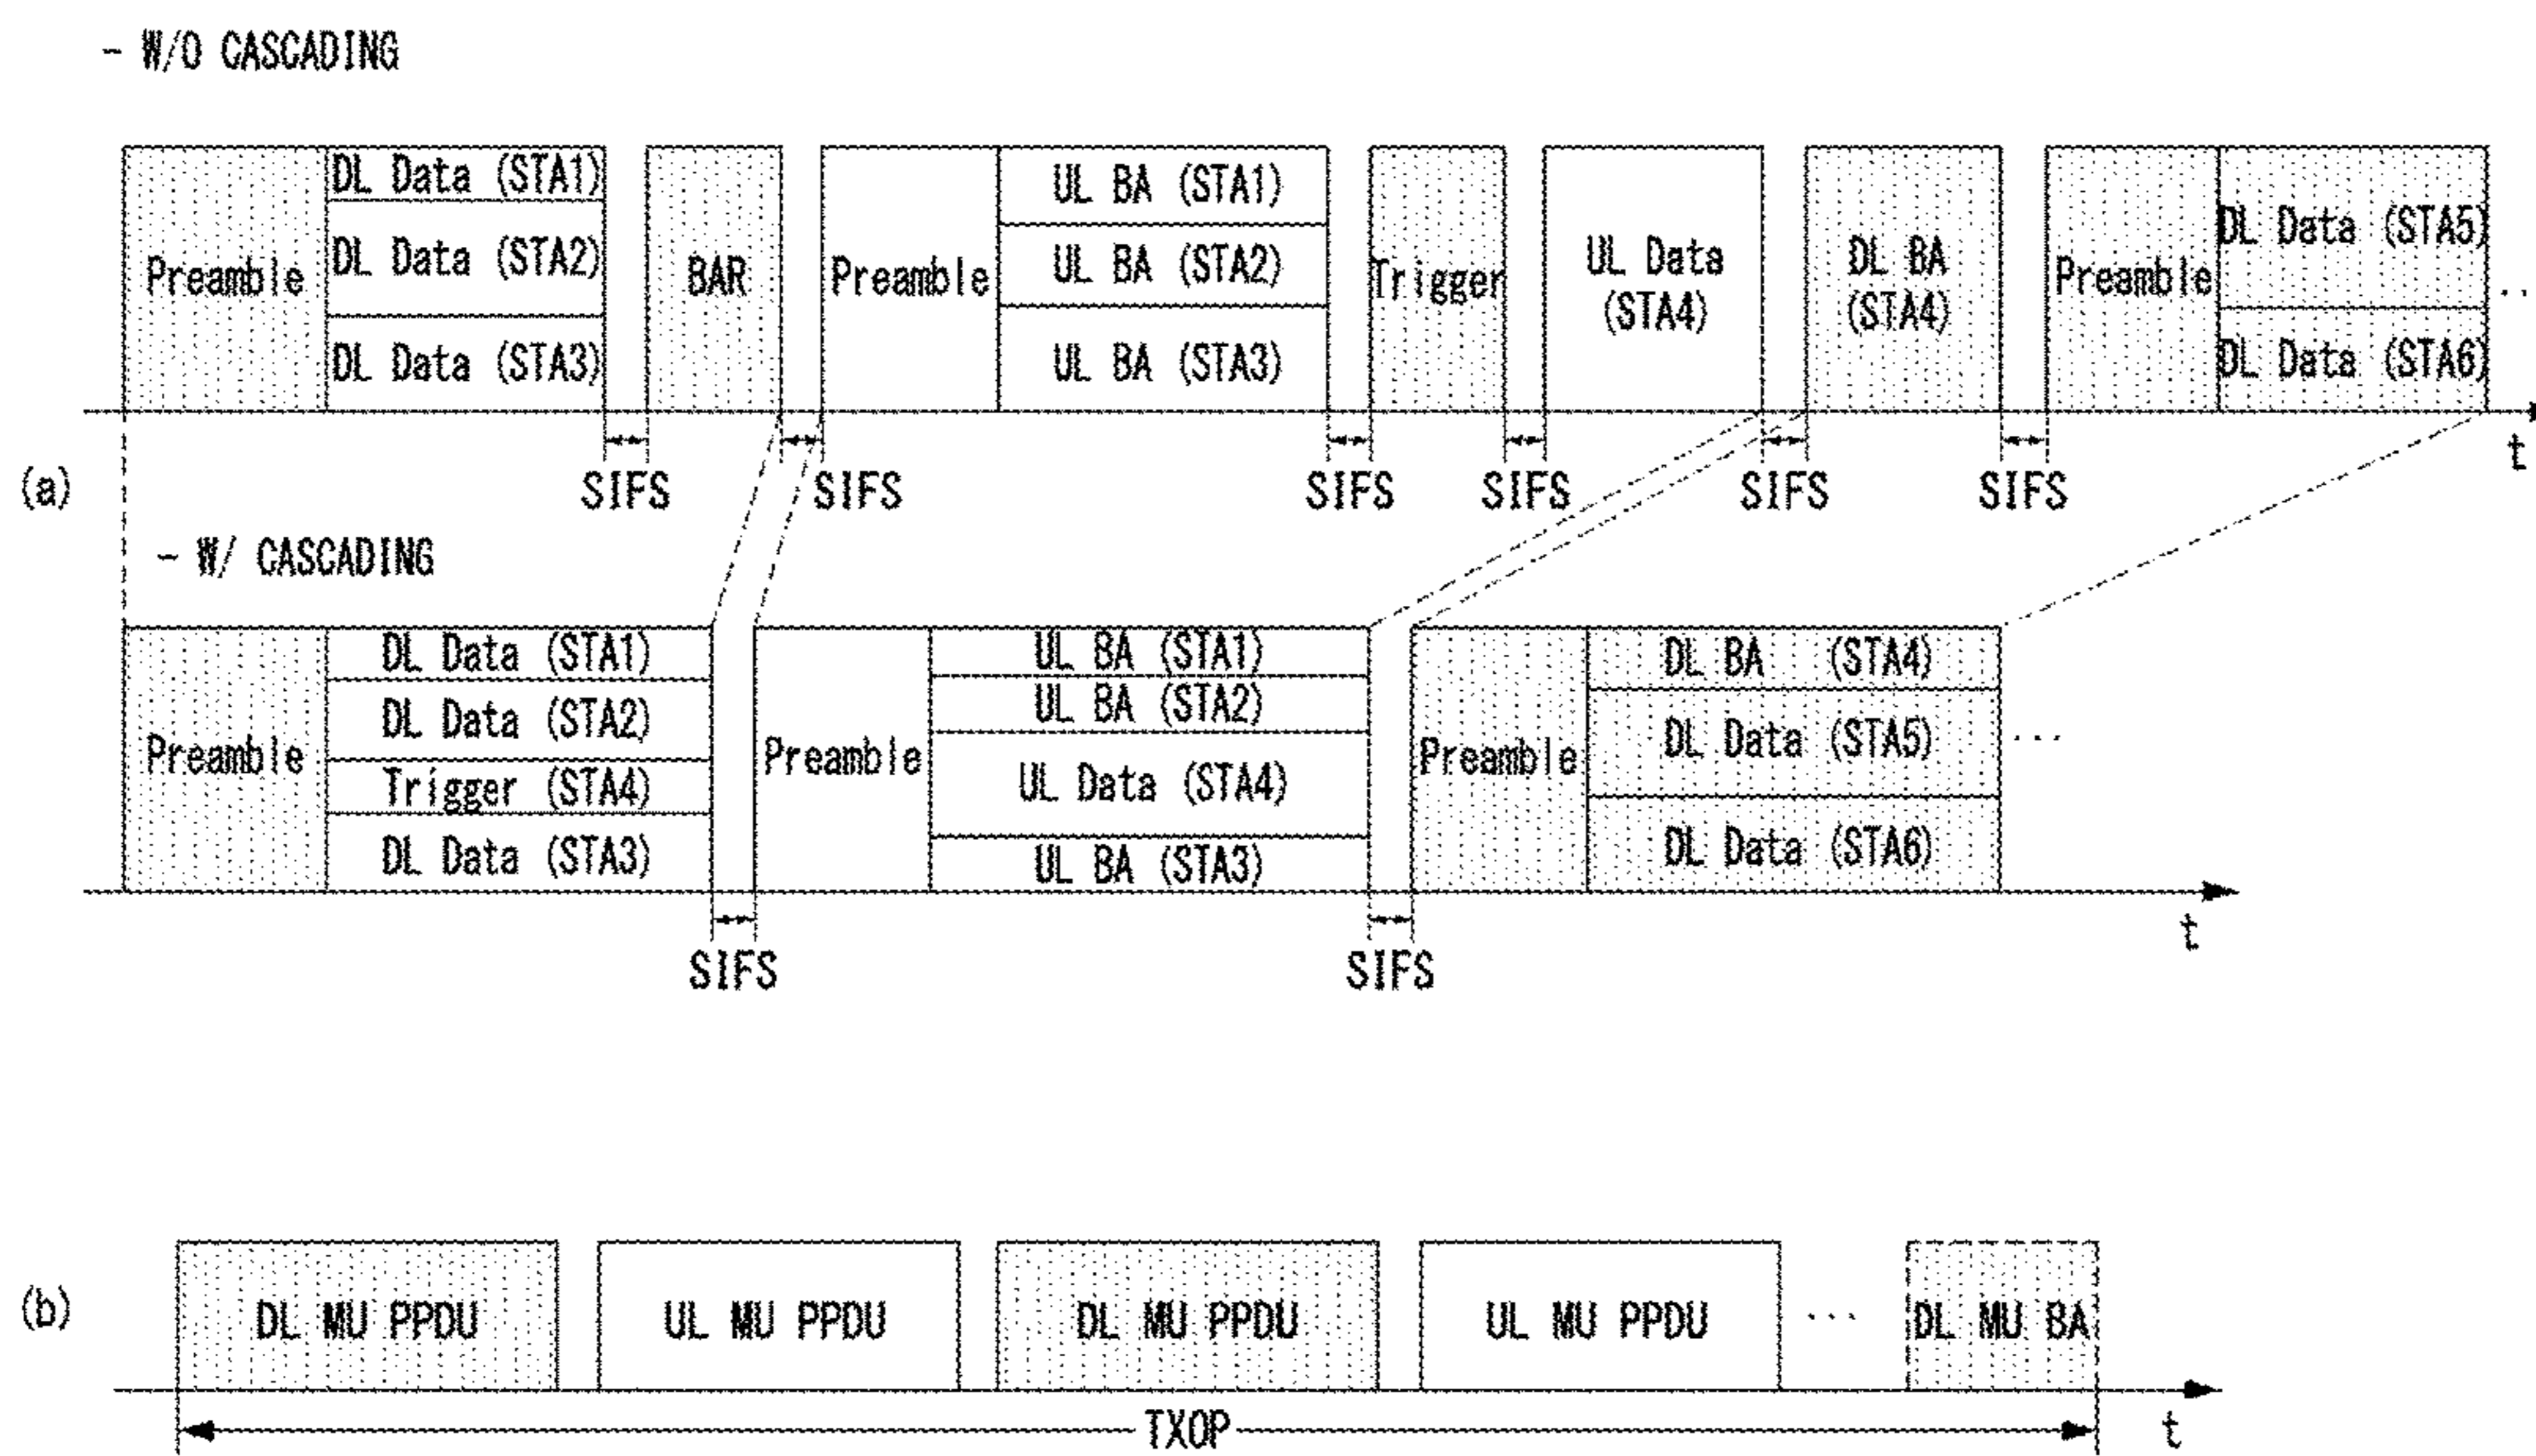 - W/O CASCADING
Preamble
DL Data (STA1)
DL Data (STA2)
DL Data (STA3)
BAR
Preamble
UL BA (STA1)
UL BA (STA2)
UL BA (STA3)
Trigger
UL Data
(STA4)
DL BA
(STA4)
Preamble
DL Data (STA5)
DL Data (STA6)
...
t
SIFS SIFS SIFS SIFS SIFS SIFS
(a)
- W/ CASCADING
Preamble
DL Data (STA1)
DL Data (STA2)
Trigger (STA4)
DL Data (STA3)
Preamble
UL BA (STA1)
UL BA (STA2)
UL Data (STA4)
UL BA (STA3)
Preamble
DL BA (STA4)
DL Data (STA5)
DL Data (STA6)
...
t
SIFS SIFS
(b)
DL MU PPDU UL MU PPDU DL MU PPDU UL MU PPDU ... DL MU BA
TXOP
t